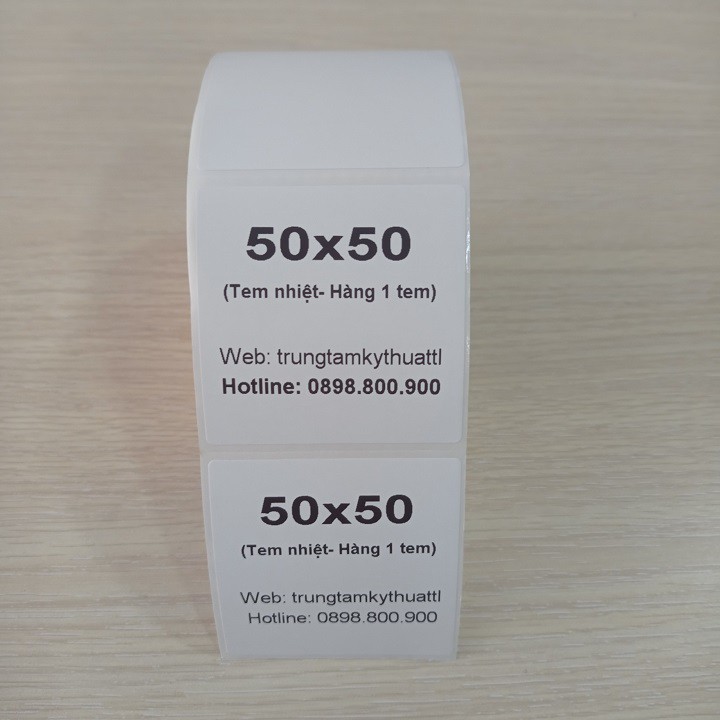 50x50
(Tem nhiệt- Hàng 1 tem)
Web: trungtamkythuattl
Hotline: 0898.800.900
50x50
(Tem nhiệt- Hàng 1 tem)
Web: trungtamkythuattl
Hotline: 0898.800.900